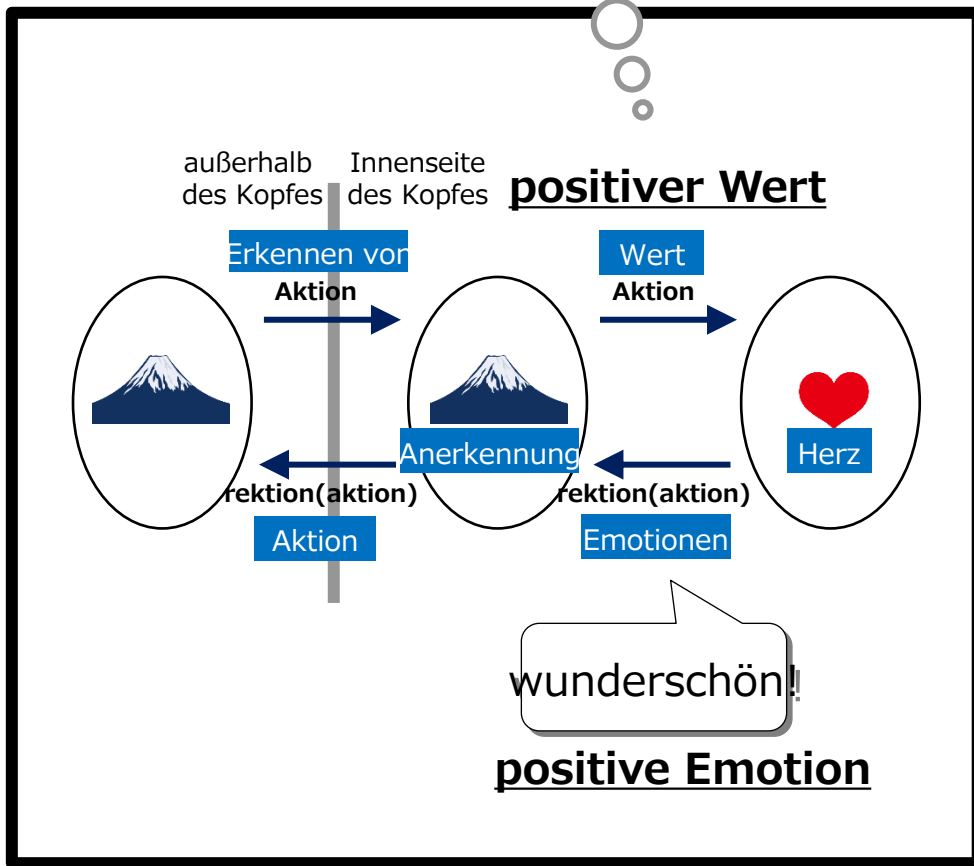 außerhalb
des Kopfes
Innenseite
des Kopfes
positiver Wert
Erkennen von
Aktion
Wert
Aktion
Anerkennung
Herz
rektion(aktion)
Aktion
rektion(aktion)
Emotionen
wunderschön!
positive Emotion